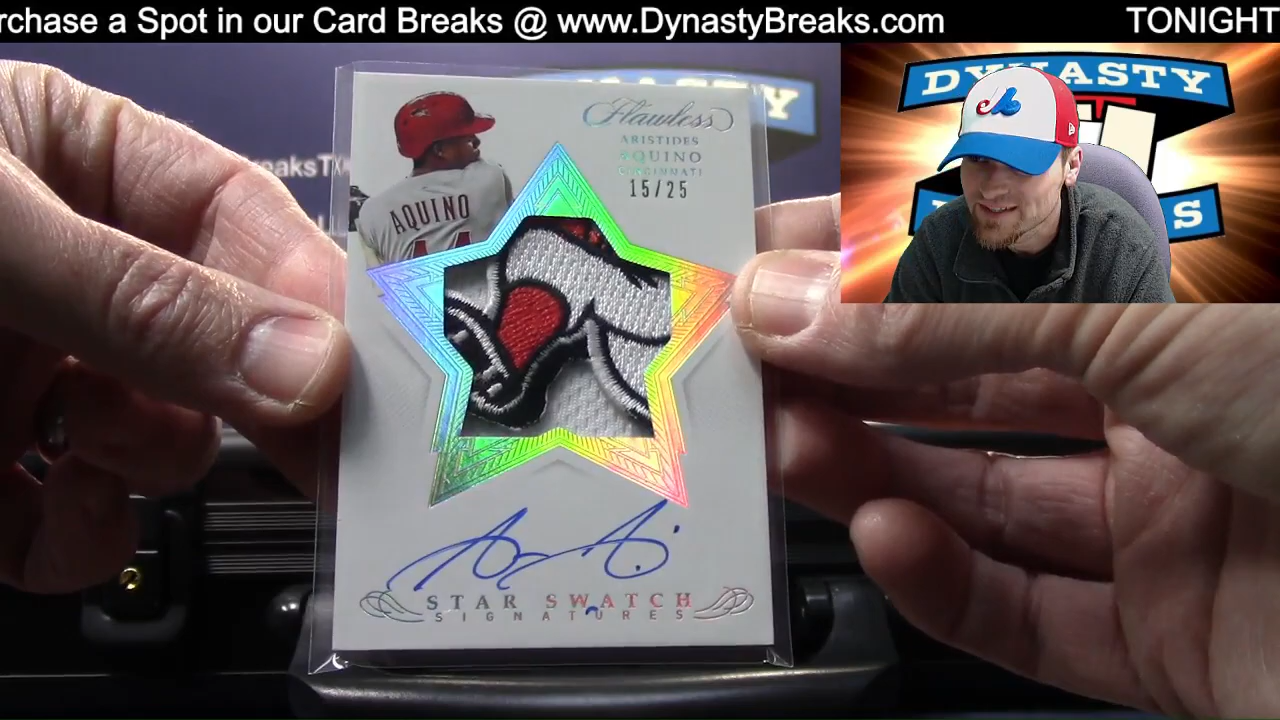 rchase a Spot in our Card Breaks @ www.DynastyBreaks.com
TONIGHT
Flawless
ARISTIDES
AQUINO
CINCINNATI
15/25
AQUINO
44
STAR SWATCH
SIGNATURES
DYNASTY